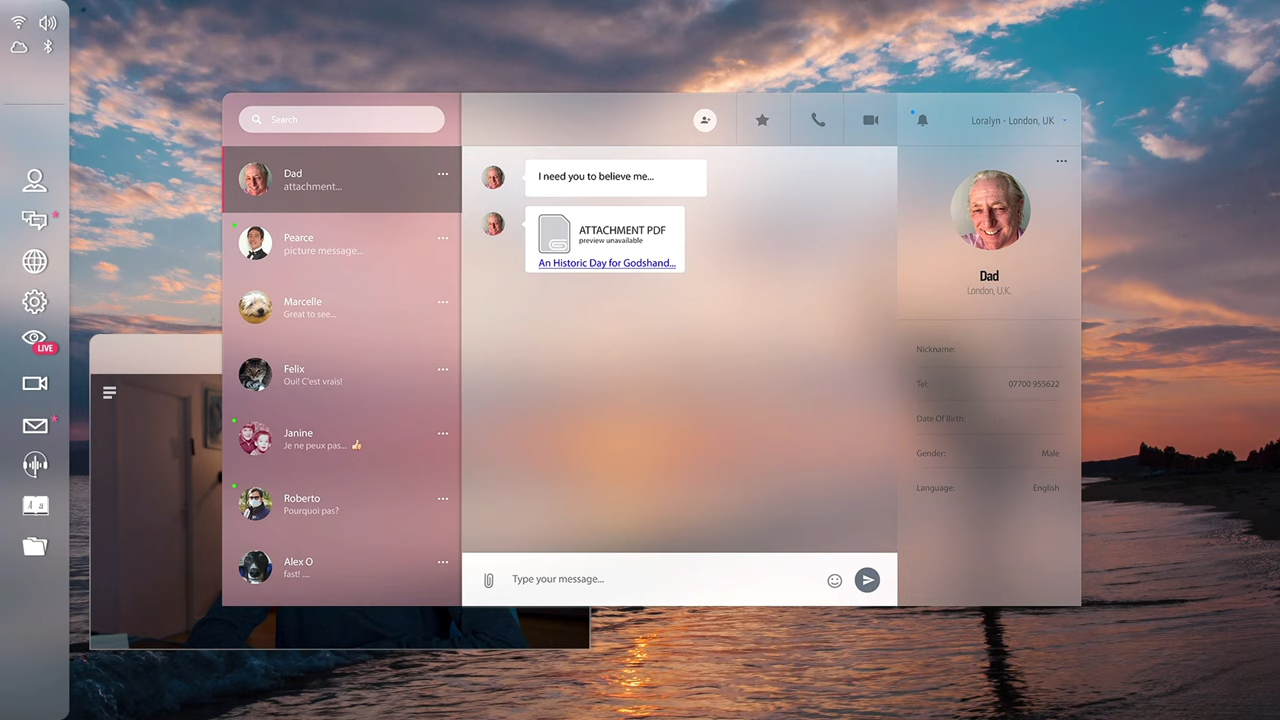 Search
Loralyn - London, UK
Dad
attachment...
Pearce
picture message...
Marcelle
Great to see...
Felix
Oui! C'est vrais!
Janine
Je ne peux pas... 👍
Roberto
Pourquoi pas?
Alex O
fast! ....
I need you to believe me...
ATTACHMENT PDF
preview unavailable
An Historic Day for Godshand...
Type your message...
Dad
London, U.K.
Nickname:
Tel: 07700 955622
Date Of Birth:
Gender: Male
Language: English
LIVE
A a